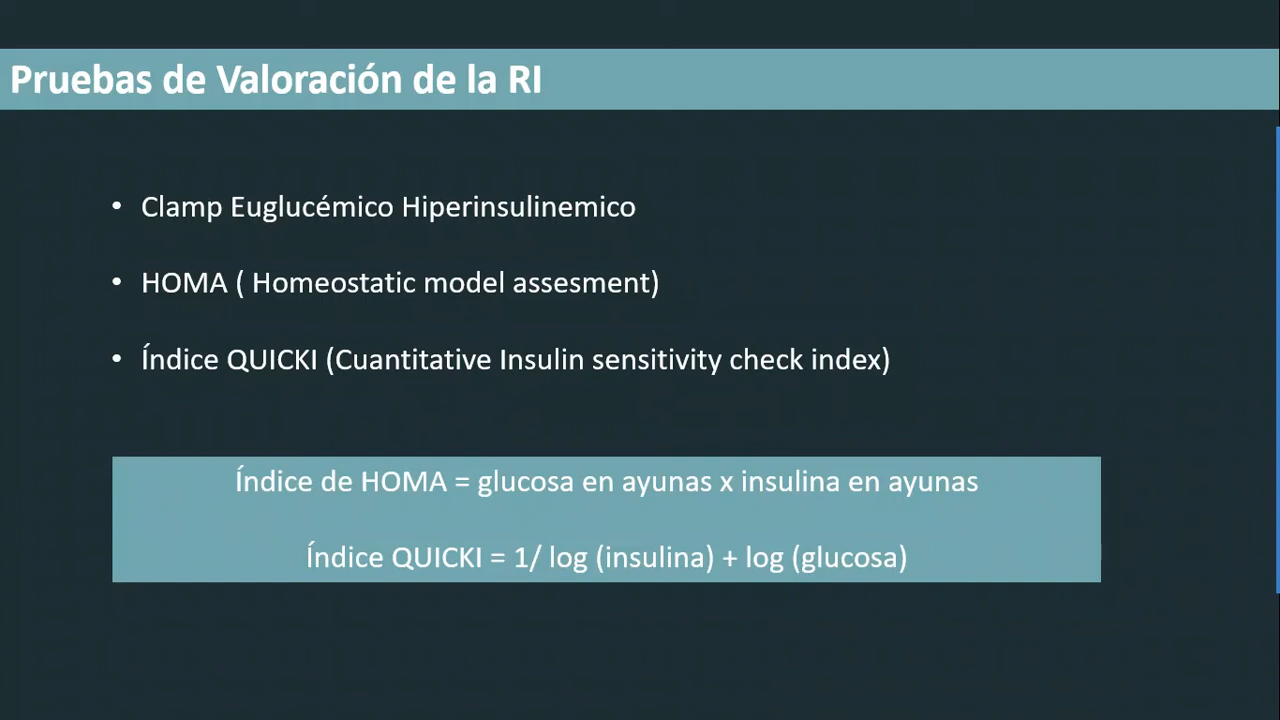 Pruebas de Valoración de la RI
• Clamp Euglucémico Hiperinsulinemico
• HOMA ( Homeostatic model assesment)
• Índice QUICKI (Cuantitative Insulin sensitivity check index)
Índice de HOMA = glucosa en ayunas x insulina en ayunas
Índice QUICKI = 1/ log (insulina) + log (glucosa)